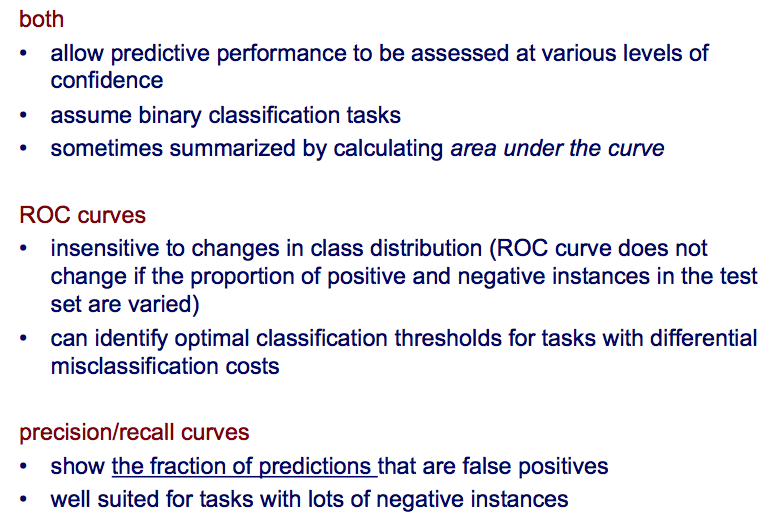 both
• allow predictive performance to be assessed at various levels of
confidence
• assume binary classification tasks
• sometimes summarized by calculating area under the curve
ROC curves
• insensitive to changes in class distribution (ROC curve does not
change if the proportion of positive and negative instances in the test
set are varied)
• can identify optimal classification thresholds for tasks with differential
misclassification costs
precision/recall curves
• show the fraction of predictions that are false positives
• well suited for tasks with lots of negative instances